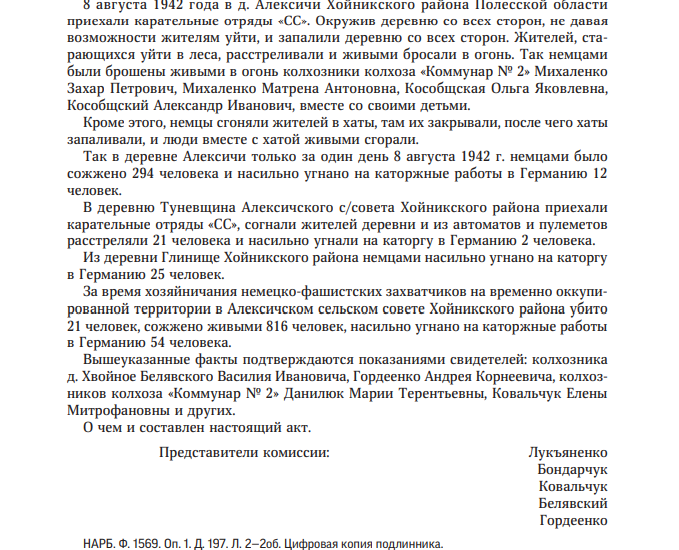 8 августа 1942 года в д. Алексичи Хойникского района Полесской области
приехали карательные отряды «СС». Окружив деревню со всех сторон, не давая
возможности жителям уйти, и запалили деревню со всех сторон. Жителей, ста-
рающихся уйти в леса, расстреливали и живыми бросали в огонь. Так немцами
были брошены живыми в огонь колхозники колхоза «Коммунар № 2» Михаленко
Захар Петрович, Михаленко Матрена Антоновна, Кособщская Ольга Яковлевна,
Кособщский Александр Иванович, вместе со своими детьми.
Кроме этого, немцы сгоняли жителей в хаты, там их закрывали, после чего хаты
запаливали, и люди вместе с хатой живыми сгорали.
Так в деревне Алексичи только за один день 8 августа 1942 г. немцами было
сожжено 294 человека и насильно угнано на каторжные работы в Германию 12
человек.
В деревню Туневщина Алексичского с/совета Хойникского района приехали
карательные отряды «СС», согнали жителей деревни и из автоматов и пулеметов
расстреляли 21 человека и насильно угнали на каторгу в Германию 2 человека.
Из деревни Глинище Хойникского района немцами насильно угнано на каторгу
в Германию 25 человек.
За время хозяйничания немецко-фашистских захватчиков на временно оккупи-
рованной территории в Алексичском сельском совете Хойникского района убито
21 человек, сожжено живыми 816 человек, насильно угнано на каторжные работы
в Германию 54 человека.
Вышеуказанные факты подтверждаются показаниями свидетелей: колхозника
д. Хвойное Белявского Василия Ивановича, Гордеенко Андрея Корнеевича, колхоз-
ников колхоза «Коммунар № 2» Данилюк Марии Терентьевны, Ковальчук Елены
Митрофановны и других.
О чем и составлен настоящий акт.
Представители комиссии: Лукъяненко
Бондарчук
Ковальчук
Белявский
Гордеенко
НАРБ. Ф. 1569. Оп. 1. Д. 197. Л. 2–2об. Цифровая копия подлинника.